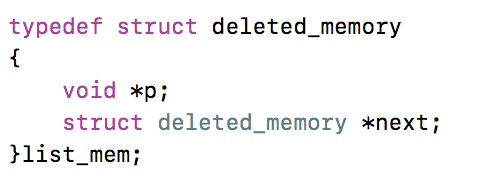 typedef struct deleted_memory
{
    void *p;
    struct deleted_memory *next;
}list_mem;